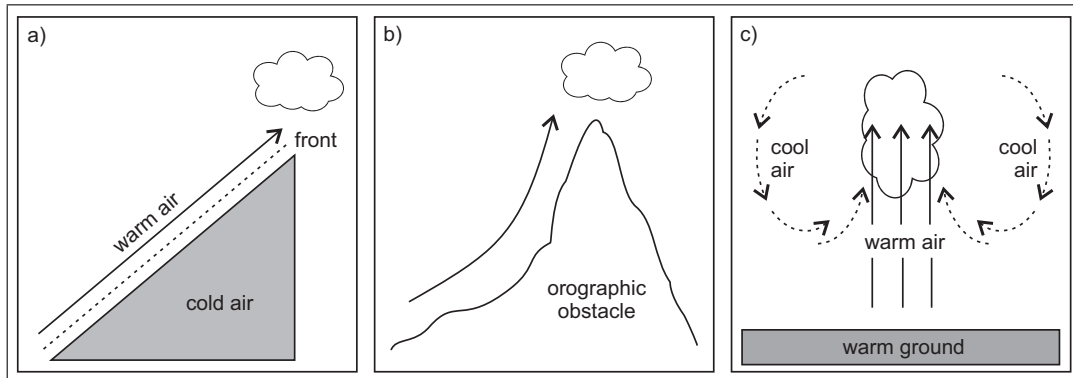 a)
front
warm air
cold air
b)
orographic
obstacle
c)
cool
air
cool
air
warm air
warm ground